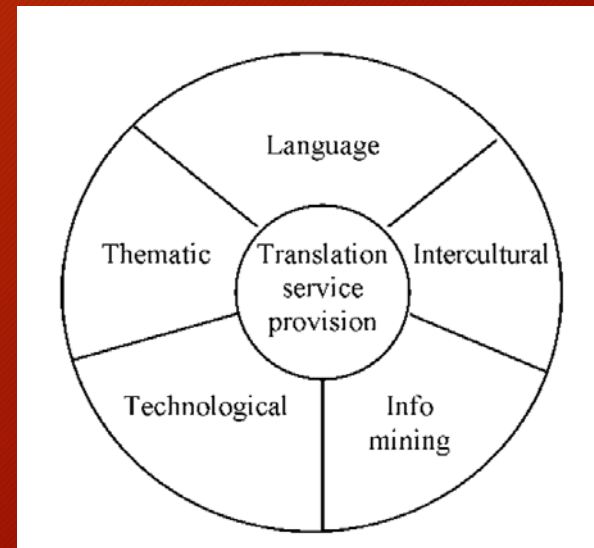 Language
Thematic
Translation
service
provision
Intercultural
Technological
Info
mining